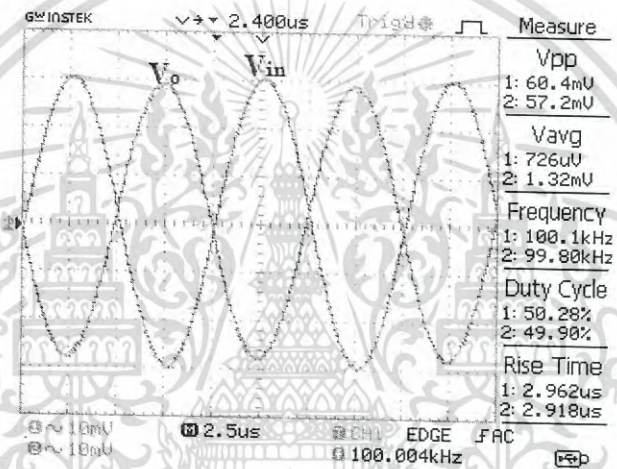 GW INSTEK 2.400us Trig'd Measure
Vo Vin
Vpp
1: 60.4mV
2: 57.2mV
Vavg
1: 726uV
2: 1.32mV
Frequency
1: 100.1kHz
2: 99.80kHz
Duty Cycle
1: 50.28%
2: 49.90%
Rise Time
1: 2.962us
2: 2.918us
10mV M 2.5us CH1 EDGE AC
10mV 100.004kHz